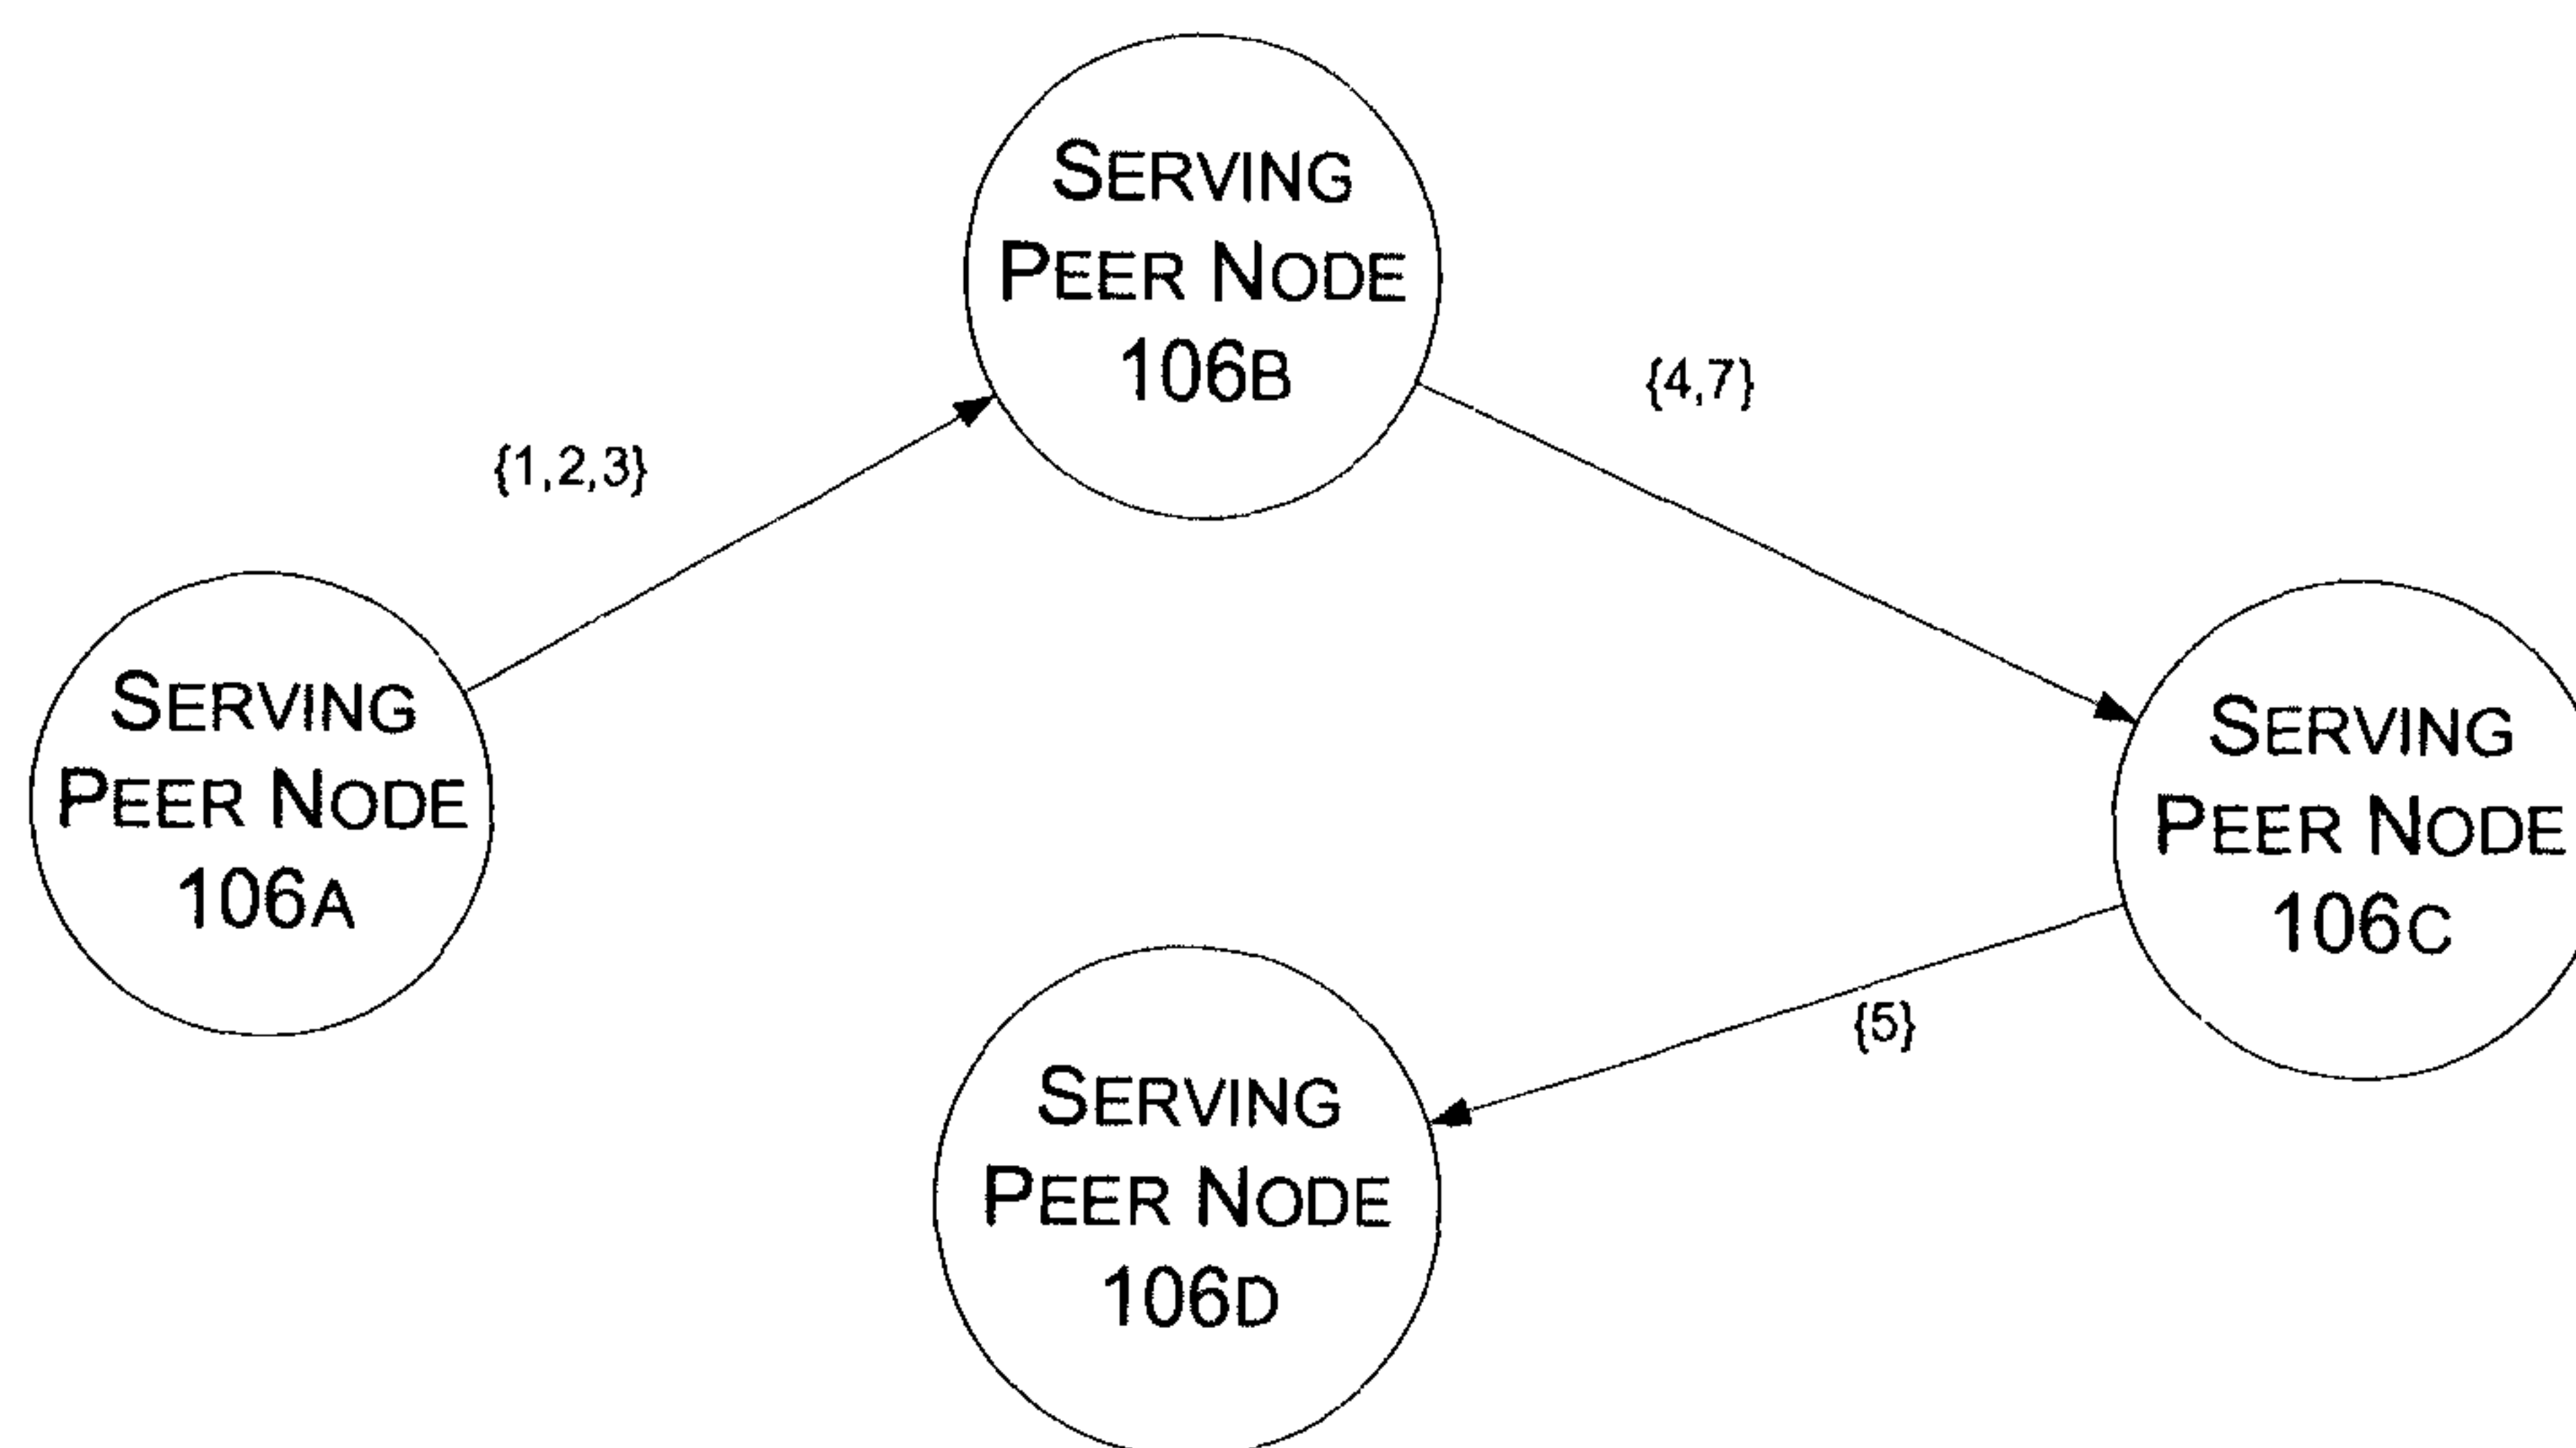 SERVING
PEER NODE
106B
{4,7}
{1,2,3}
SERVING
PEER NODE
106A
SERVING
PEER NODE
106C
{5}
SERVING
PEER NODE
106D